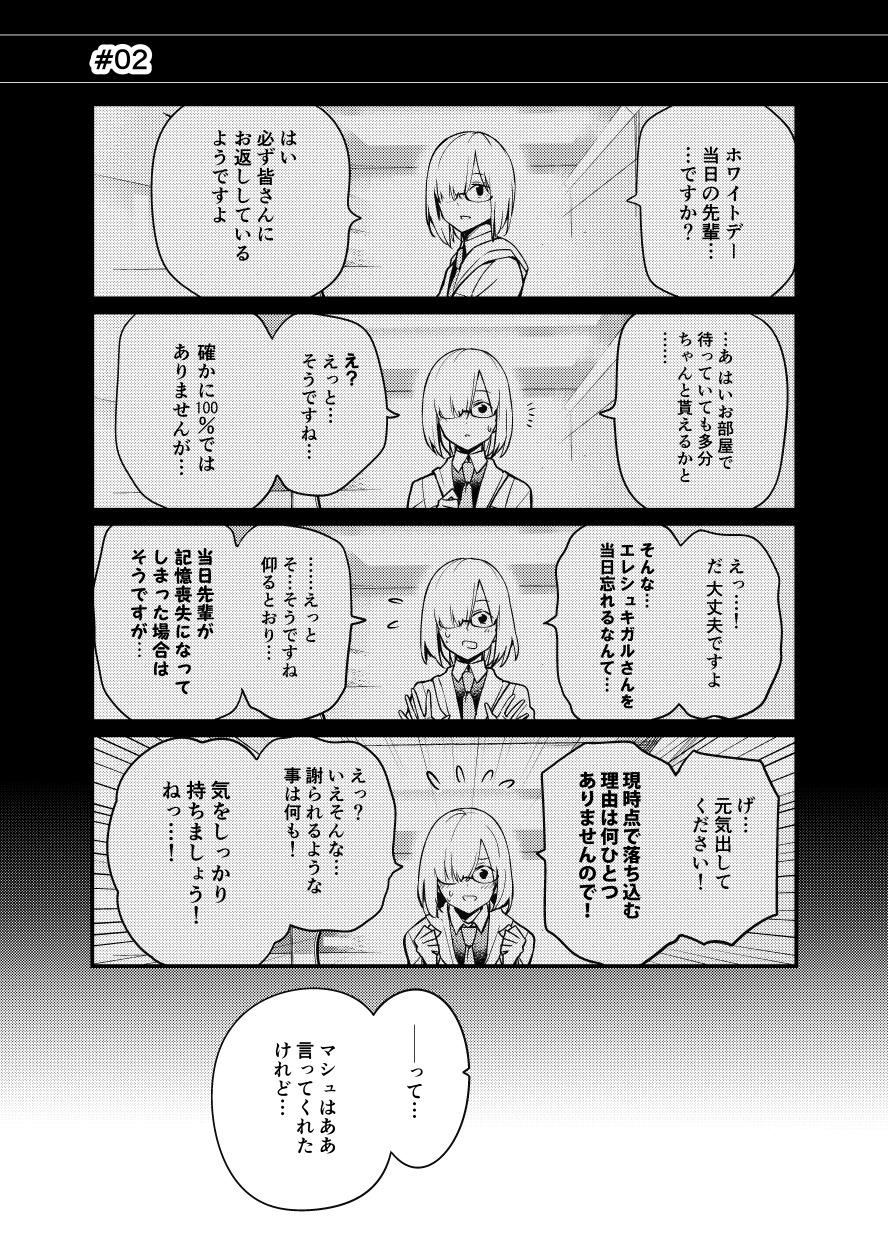 #02
ホワイトデー
当日の先輩…
…ですか？
はい
必ず皆さんに
お返ししている
ようですよ
…あ はいお部屋で
待っていても多分
ちゃんと貰えるかと
……
え？
えっと…
そうですね…
確かに100％では
ありませんが…
えっ…！
だ 大丈夫ですよ
そんな…
エレシュキガルさんを
当日忘れるなんて…
……えっと
そ…そうですね
仰るとおり…
当日先輩が
記憶喪失になって
しまった場合は
そうですが…
げ…
元気出して
ください！
現時点で落ち込む
理由は何ひとつ
ありませんので！
えっ？
いえそんな…
謝られるような
事は何も！
気をしっかり
持ちましょう！
ねっ…！
──って…
マシュはああ
言ってくれた
けれど…